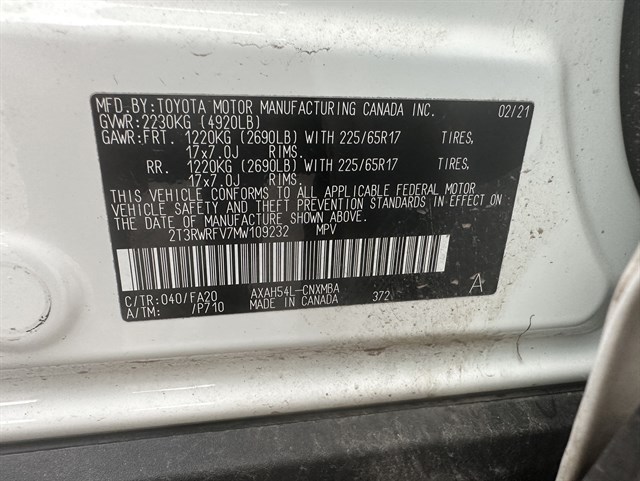 MFD.BY:TOYOTA MOTOR MANUFACTURING CANADA INC. 02/21
GVWR:2230KG (4920LB)
GAWR:FRT. 1220KG (2690LB) WITH 225/65R17 TIRES,
17x7.0J RIMS.
RR. 1220KG (2690LB) WITH 225/65R17 TIRES,
17x7.0J RIMS.
THIS VEHICLE CONFORMS TO ALL APPLICABLE FEDERAL MOTOR
VEHICLE SAFETY AND THEFT PREVENTION STANDARDS IN EFFECT ON
THE DATE OF MANUFACTURE SHOWN ABOVE.
2T3RWRFV7MW109232 MPV
C/TR:040/FA20 AXAH54L-CNXMBA 372 A
A/TM: /P710 MADE IN CANADA